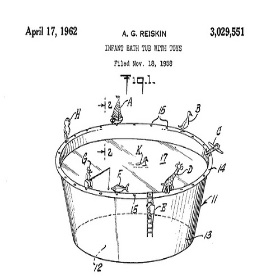 April 17, 1962
A. G. REISKIN
3,029,551
INFANT BATH TUB WITH TOYS
Filed Nov. 18, 1958
Fig.1.
2
A
16
B
H
C
2
K
G
17
D
14
F
15
E
11
13
12